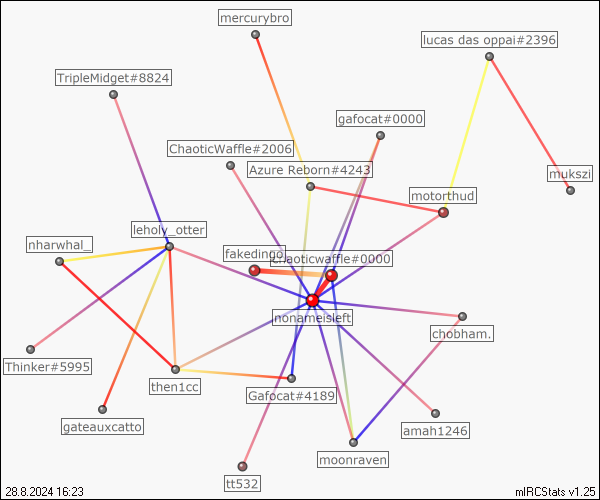 mercurybro
lucas das oppai#2396
TripleMidget#8824
gafocat#0000
ChaoticWaffle#2006
Azure Reborn#4243
mukszi
motorthud
leholy_otter
nharwhal_
fakedingo
chaoticwaffle#0000
nonameisleft
chobham.
Thinker#5995
then1cc
Gafocat#4189
gateauxcatto
amah1246
moonraven
tt532
28.8.2024 16:23
mIRCStats v1.25